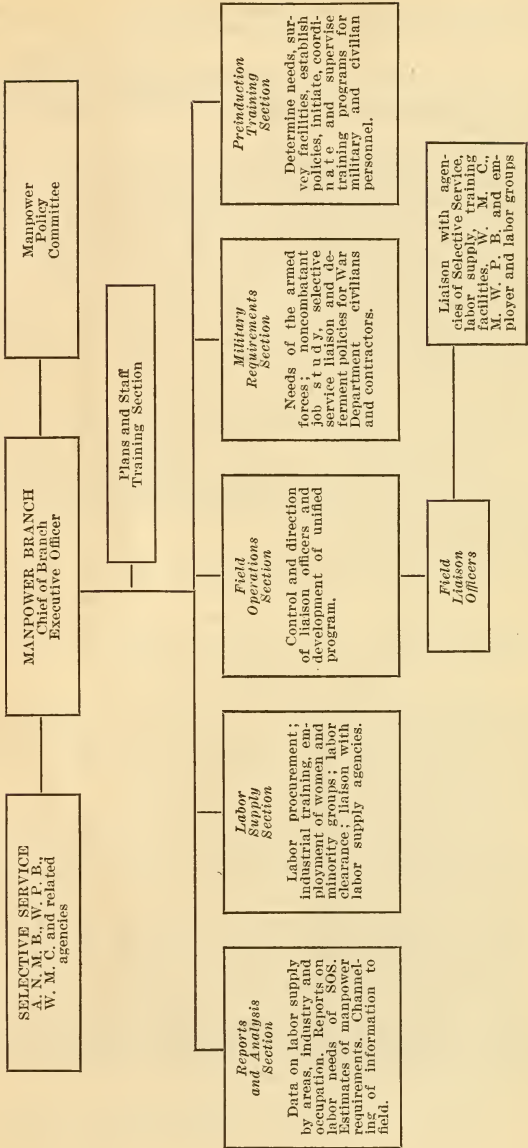 SELECTIVE SERVICE
A. N. M. B., W. P. B.,
W. M. C. and related
agencies
MANPOWER BRANCH
Chief of Branch
Executive Officer
Manpower
Policy
Committee
Plans and Staff
Training Section
Reports
and Analysis
Section
Data on labor supply
by areas, industry and
occupation. Reports on
labor needs of SOS.
Estimates of manpower
requirements. Channel-
ing of information to
field.
Labor
Supply
Section
Labor procurement;
industrial training, em-
ployment of women and
minority groups; labor
clearance; liaison with
labor supply agencies.
Field
Operations
Section
Control and direction
of liaison officers and
development of unified
program.
Military
Requirements
Section
Needs of the armed
forces; noncombatant
job study, selective
service liaison and de-
ferment policies for War
Department civilians
and contractors.
Preinduction
Training
Section
Determine needs, sur-
vey facilities, establish
policies, initiate, coordi-
nate and supervise
training programs for
military and civilian
personnel.
Field
Liaison
Officers
Liaison with agen-
cies of Selective Service,
labor supply, training
facilities, W. M. C.,
M. W. P. B. and em-
ployer and labor groups